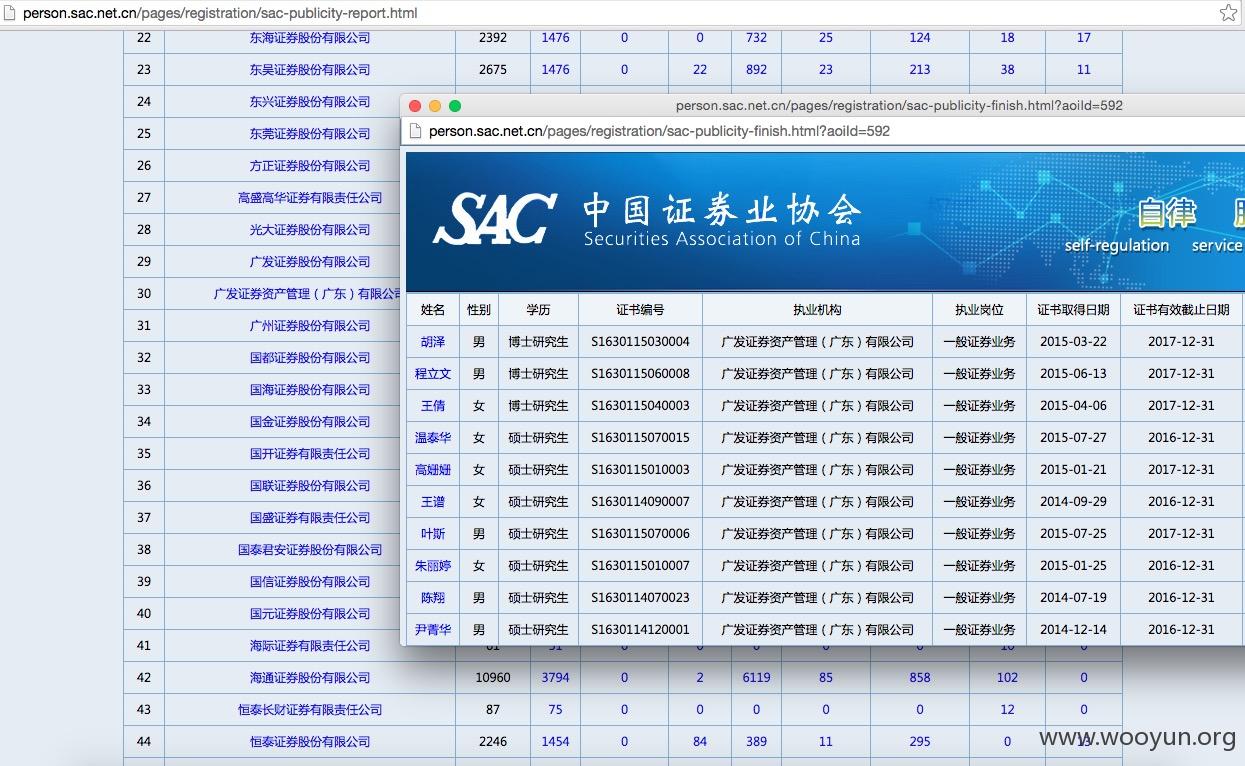 person.sac.net.cn/pages/registration/sac-publicity-report.html
22 东海证券股份有限公司 2392 1476 0 0 732 25 124 18 17
23 东吴证券股份有限公司 2675 1476 0 22 892 23 213 38 11
24 东兴证券股份有限公司
25 东莞证券股份有限公司
26 方正证券股份有限公司
27 高盛高华证券有限责任公司
28 光大证券股份有限公司
29 广发证券股份有限公司
30 广发证券资产管理（广东）有限公司
31 广州证券股份有限公司
32 国都证券股份有限公司
33 国海证券股份有限公司
34 国金证券股份有限公司
35 国开证券有限责任公司
36 国联证券股份有限公司
37 国盛证券有限责任公司
38 国泰君安证券股份有限公司
39 国信证券股份有限公司
40 国元证券股份有限公司
41 海际证券有限责任公司
42 海通证券股份有限公司 10960 3794 0 2 6119 85 858 102 0
43 恒泰长财证券有限责任公司 87 75 0 0 0 0 0 12 0
44 恒泰证券股份有限公司 2246 1454 0 84 389 11 295 0 13
person.sac.net.cn/pages/registration/sac-publicity-finish.html?aoiId=592
person.sac.net.cn/pages/registration/sac-publicity-finish.html?aoiId=592
SAC 中国证券业协会
Securities Association of China
自律
self-regulation service
姓名 性别 学历 证书编号 执业机构 执业岗位 证书取得日期 证书有效截止日期
胡泽 男 博士研究生 S1630115030004 广发证券资产管理（广东）有限公司 一般证券业务 2015-03-22 2017-12-31
程立文 男 博士研究生 S1630115060008 广发证券资产管理（广东）有限公司 一般证券业务 2015-06-13 2017-12-31
王倩 女 博士研究生 S1630115040003 广发证券资产管理（广东）有限公司 一般证券业务 2015-04-06 2017-12-31
温泰华 女 硕士研究生 S1630115070015 广发证券资产管理（广东）有限公司 一般证券业务 2015-07-27 2016-12-31
高姗姗 女 硕士研究生 S1630115010003 广发证券资产管理（广东）有限公司 一般证券业务 2015-01-21 2017-12-31
王谱 女 硕士研究生 S1630114090007 广发证券资产管理（广东）有限公司 一般证券业务 2014-09-29 2016-12-31
叶斯 男 硕士研究生 S1630115070006 广发证券资产管理（广东）有限公司 一般证券业务 2015-07-25 2016-12-31
朱丽婷 女 硕士研究生 S1630115010007 广发证券资产管理（广东）有限公司 一般证券业务 2015-01-25 2016-12-31
陈翔 男 硕士研究生 S1630114070023 广发证券资产管理（广东）有限公司 一般证券业务 2014-07-19 2016-12-31
尹菁华 男 硕士研究生 S1630114120001 广发证券资产管理（广东）有限公司 一般证券业务 2014-12-14 2016-12-31
www.wooyun.org